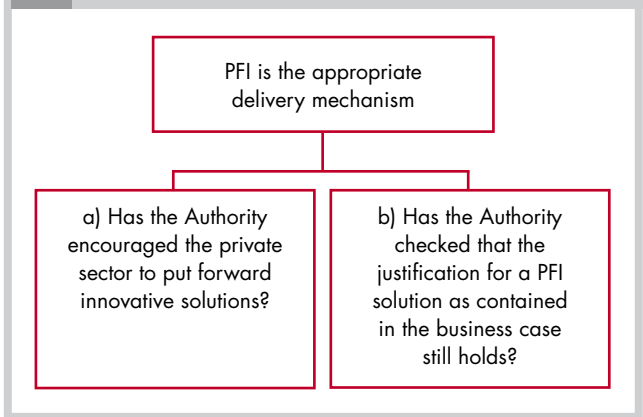 PFI is the appropriate
delivery mechanism
a) Has the Authority
encouraged the private
sector to put forward
innovative solutions?
b) Has the Authority
checked that the
justification for a PFI
solution as contained
in the business case
still holds?